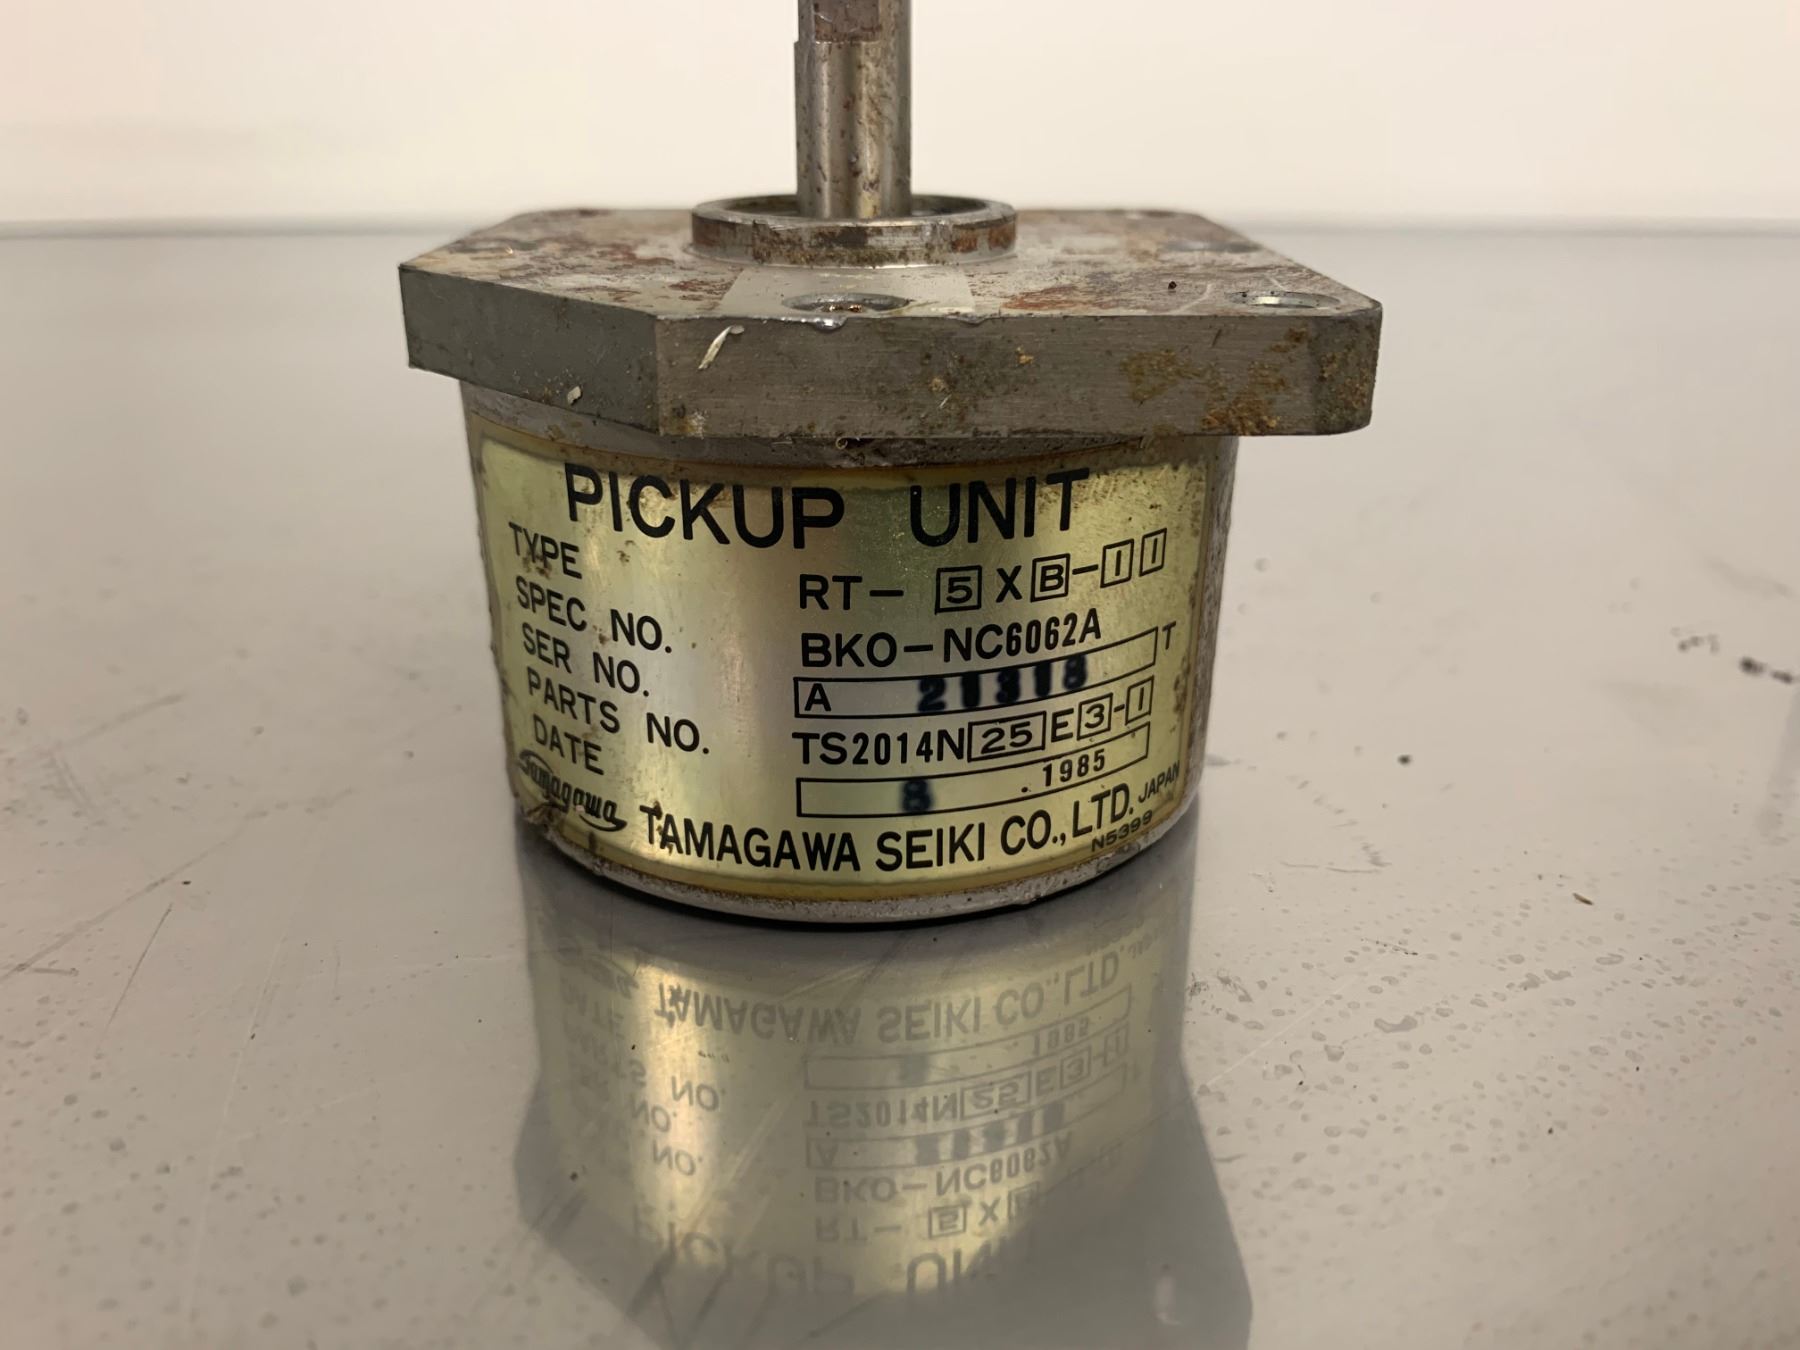 PICKUP UNIT
TYPE RT- 5 X B - 1 1
SPEC NO. BKO-NC6062A
SER NO. A 21318 T
PARTS NO. TS2014N 25 E 3 - 1
DATE 8 .1985
Tamagawa TAMAGAWA SEIKI CO., LTD. JAPAN
N5399